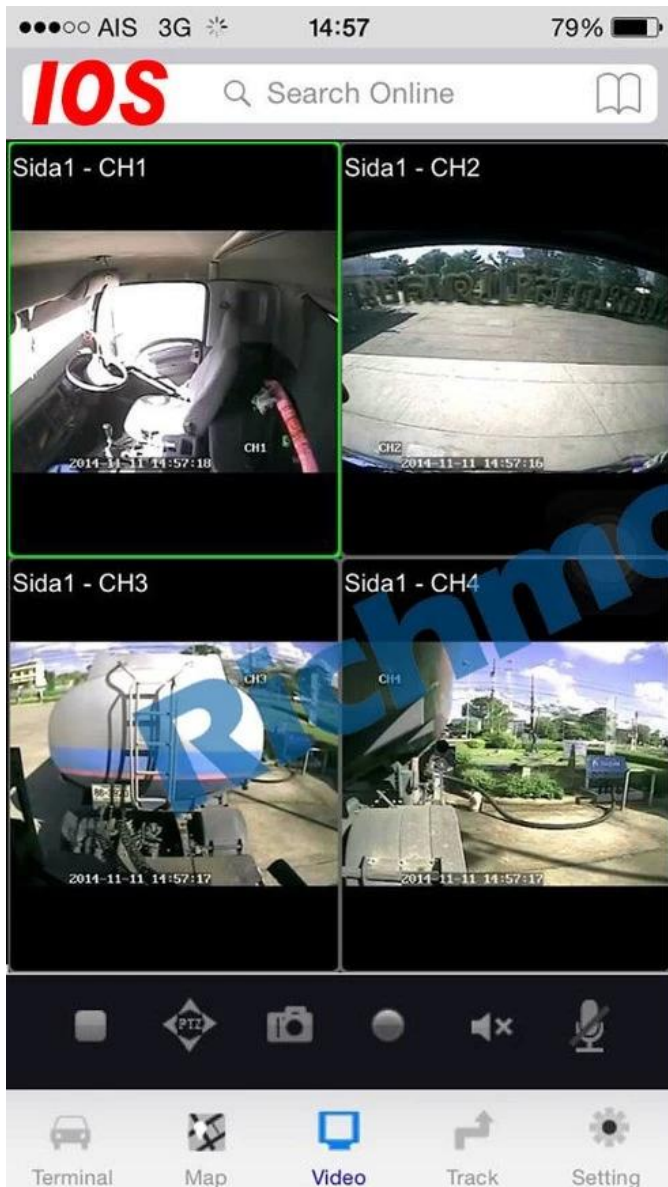 AIS 3G 14:57 79%
IOS Search Online
Sida1 - CH1
Sida1 - CH2
CH1
2014-11-11 14:57:18
CH2
2014-11-11 14:57:16
Sida1 - CH3
Sida1 - CH4
CH3
CH4
Richmo
2014-11-11 14:57:17
2014-11-11 14:57:17
PTZ
Terminal Map Video Track Setting